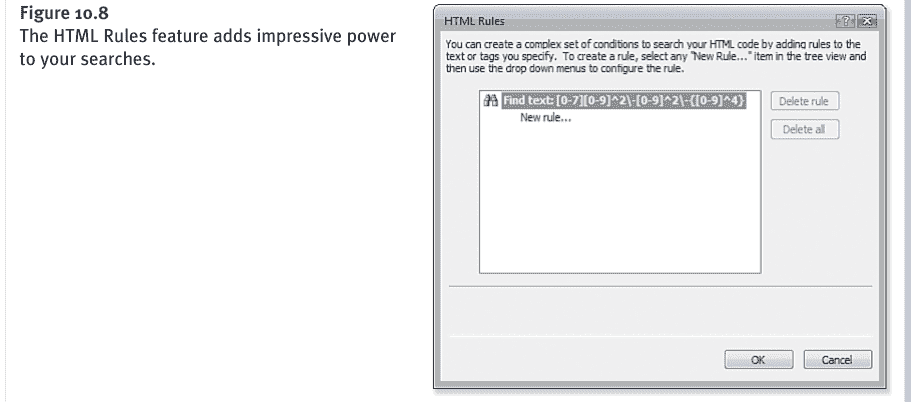 Figure 10.8
The HTML Rules feature adds impressive power
to your searches.
HTML Rules
You can create a complex set of conditions to search your HTML code by adding rules to the
text or tags you specify. To create a rule, select any "New Rule..." item in the tree view and
then use the drop down menus to configure the rule.
Find text: [0-7][0-9]^2\-[0-9]^2\-{[0-9]^4}
New rule...
Delete rule
Delete all
OK
Cancel